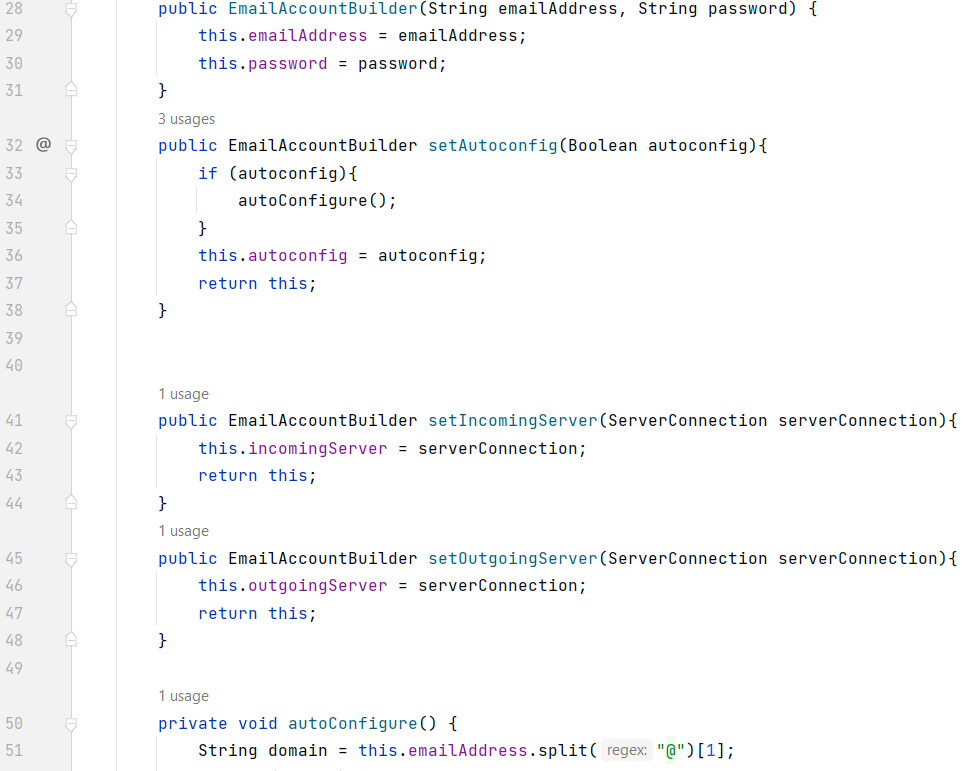 28 public EmailAccountBuilder(String emailAddress, String password) {
29 this.emailAddress = emailAddress;
30 this.password = password;
31 }
3 usages
32 @ public EmailAccountBuilder setAutoconfig(Boolean autoconfig){
33 if (autoconfig){
34 autoConfigure();
35 }
36 this.autoconfig = autoconfig;
37 return this;
38 }
39
40
1 usage
41 public EmailAccountBuilder setIncomingServer(ServerConnection serverConnection){
42 this.incomingServer = serverConnection;
43 return this;
44 }
1 usage
45 public EmailAccountBuilder setOutgoingServer(ServerConnection serverConnection){
46 this.outgoingServer = serverConnection;
47 return this;
48 }
49
1 usage
50 private void autoConfigure() {
51 String domain = this.emailAddress.split( regex: "@")[1];